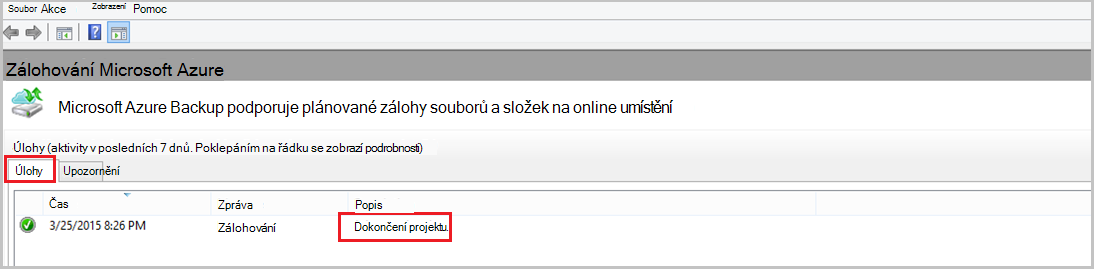 Soubor Akce Zobrazení Pomoc
Zálohování Microsoft Azure
Microsoft Azure Backup podporuje plánované zálohy souborů a složek na online umístění
Úlohy (aktivity v posledních 7 dnů. Poklepáním na řádku se zobrazí podrobnosti)
Úlohy Upozornění
Čas Zpráva Popis
3/25/2015 8:26 PM Zálohování Dokončení projektu.